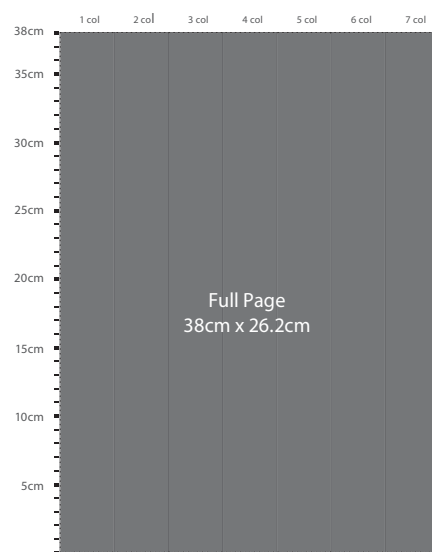 1 col 2 col 3 col 4 col 5 col 6 col 7 col
38cm
35cm
30cm
25cm
20cm
Full Page
38cm x 26.2cm
15cm
10cm
5cm